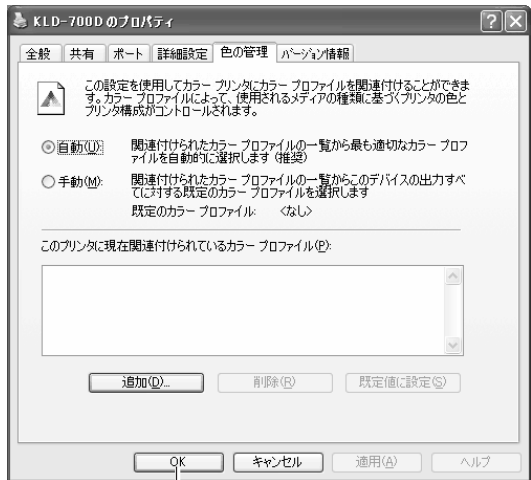 KLD-700D のプロパティ
全般 共有 ポート 詳細設定 色の管理 バージョン情報
この設定を使用してカラー プリンタにカラー プロファイルを関連付けることができま
す。カラー プロファイルによって、使用されるメディアの種類に基づくプリンタの色と
プリンタ構成がコントロールされます。
自動(U): 関連付けられたカラー プロファイルの一覧から最も適切なカラー プロフ
ァイルを自動的に選択します (推奨)
手動(M): 関連付けられたカラー プロファイルの一覧からこのデバイスの出力すべ
てに対する既定のカラー プロファイルを選択します
既定のカラー プロファイル: <なし>
このプリンタに現在関連付けられているカラー プロファイル(P):
追加(D)... 削除(R) 既定値に設定(S)
OK キャンセル 適用(A) ヘルプ